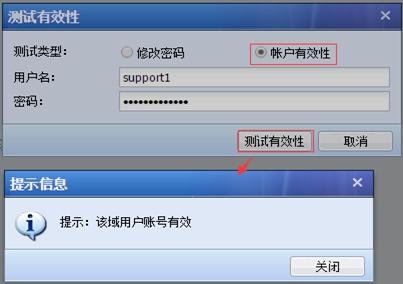 测试有效性
测试类型: 修改密码 帐户有效性
用户名: support1
密码: •••••••••••••
测试有效性 取消
提示信息
提示：该域用户账号有效
关闭